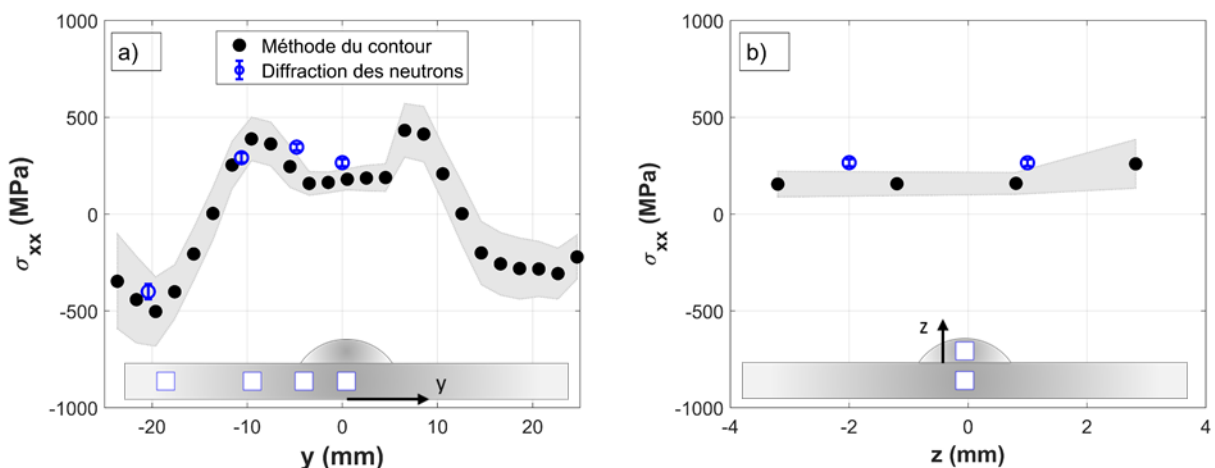 1000
a)
Méthode du contour
Diffraction des neutrons
500
0
-500
-1000
σxx (MPa)
y
-20
-10
0
10
20
y (mm)
1000
b)
500
0
-500
-1000
σxx (MPa)
z
-4
-2
0
2
4
z (mm)